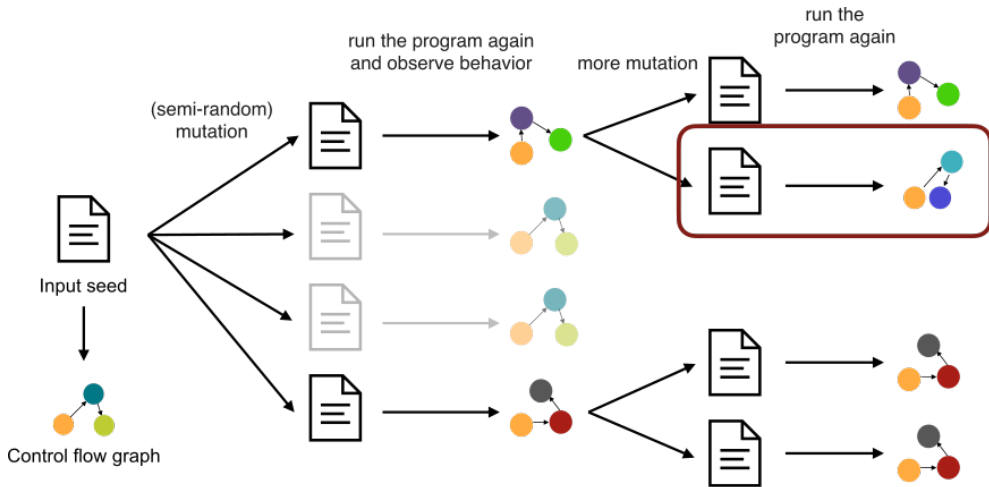 run the program again
and observe behavior
run the
program again
more mutation
(semi-random)
mutation
Input seed
Control flow graph